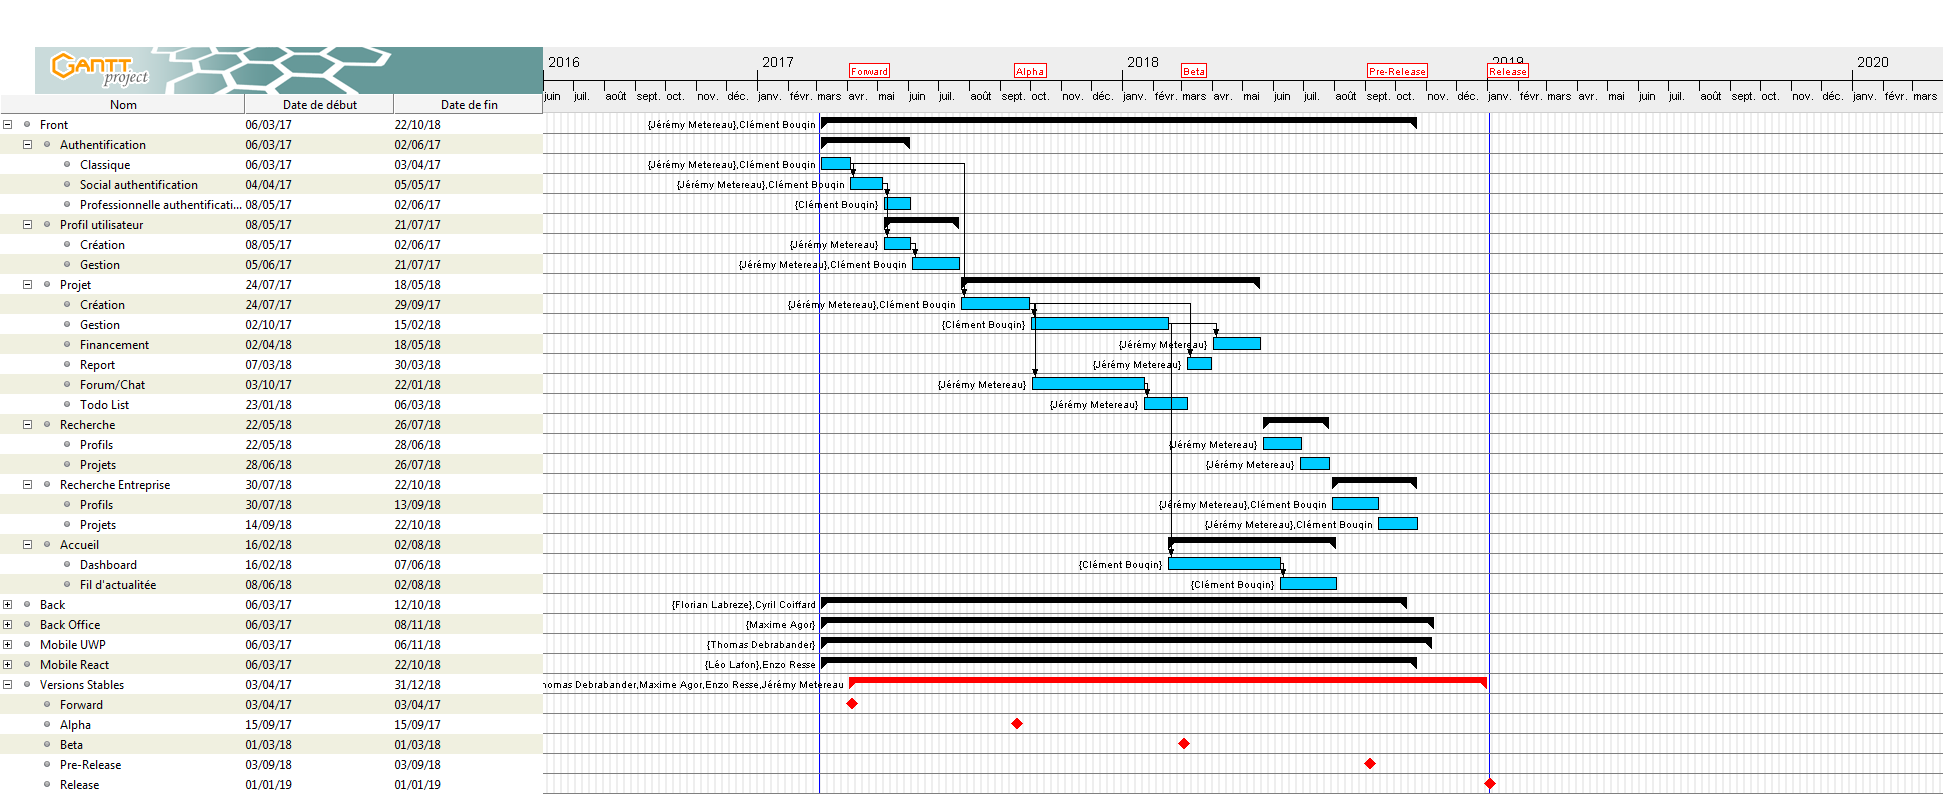 GANTT
project
2016 2017 2018 2019 2020
Forward Alpha Beta Pre-Release Release
Nom Date de début Date de fin
juin juil. août sept. oct. nov. déc. janv. févr. mars avr. mai juin juil. août sept. oct. nov. déc. janv. févr. mars avr. mai juin juil. août sept. oct. nov. déc. janv. févr. mars avr. mai juin juil. août sept. oct. nov. déc. janv. févr. mars
Front 06/03/17 22/10/18 {Jérémy Metereau},Clément Bouqin
Authentification 06/03/17 02/06/17
Classique 06/03/17 03/04/17 {Jérémy Metereau},Clément Bouqin
Social authentification 04/04/17 05/05/17 {Jérémy Metereau},Clément Bouqin
Professionnelle authentificati... 08/05/17 02/06/17 {Clément Bouqin}
Profil utilisateur 08/05/17 21/07/17
Création 08/05/17 02/06/17 {Jérémy Metereau}
Gestion 05/06/17 21/07/17 {Jérémy Metereau},Clément Bouqin
Projet 24/07/17 18/05/18
Création 24/07/17 29/09/17 {Jérémy Metereau},Clément Bouqin
Gestion 02/10/17 15/02/18 {Clément Bouqin}
Financement 02/04/18 18/05/18 {Jérémy Metereau}
Report 07/03/18 30/03/18 {Jérémy Metereau}
Forum/Chat 03/10/17 22/01/18 {Jérémy Metereau}
Todo List 23/01/18 06/03/18 {Jérémy Metereau}
Recherche 22/05/18 26/07/18
Profils 22/05/18 28/06/18 {Jérémy Metereau}
Projets 28/06/18 26/07/18 {Jérémy Metereau}
Recherche Entreprise 30/07/18 22/10/18
Profils 30/07/18 13/09/18 {Jérémy Metereau},Clément Bouqin
Projets 14/09/18 22/10/18 {Jérémy Metereau},Clément Bouqin
Accueil 16/02/18 02/08/18
Dashboard 16/02/18 07/06/18 {Clément Bouqin}
Fil d'actualitée 08/06/18 02/08/18 {Clément Bouqin}
Back 06/03/17 12/10/18 {Florian Labreze},Cyril Coiffard
Back Office 06/03/17 08/11/18 {Maxime Agor}
Mobile UWP 06/03/17 06/11/18 {Thomas Debrabander}
Mobile React 06/03/17 22/10/18 {Léo Lafon},Enzo Resse
Versions Stables 03/04/17 31/12/18 homas Debrabander,Maxime Agor,Enzo Resse,Jérémy Metereau
Forward 03/04/17 03/04/17
Alpha 15/09/17 15/09/17
Beta 01/03/18 01/03/18
Pre-Release 03/09/18 03/09/18
Release 01/01/19 01/01/19